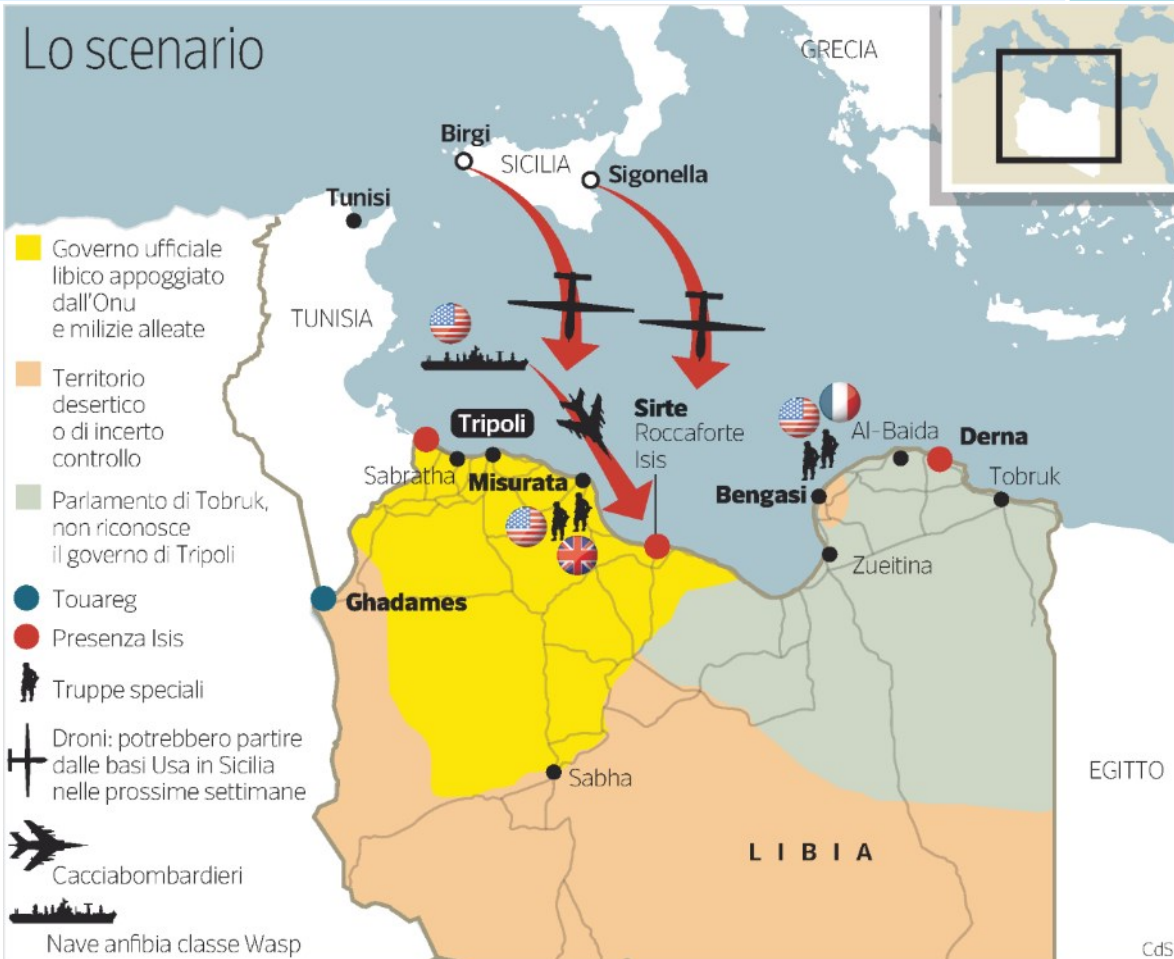 Lo scenario
GRECIA
Birgi
SICILIA
Sigonella
Tunisi
TUNISIA
Governo ufficiale
libico appoggiato
dall'Onu
e milizie alleate
Territorio
desertico
o di incerto
controllo
Parlamento di Tobruk,
non riconosce
il governo di Tripoli
Touareg
Presenza Isis
Truppe speciali
Droni: potrebbero partire
dalle basi Usa in Sicilia
nelle prossime settimane
Cacciabombardieri
Nave anfibia classe Wasp
Tripoli
Sabratha
Misurata
Sirte
Roccaforte
Isis
Al-Baida
Derna
Bengasi
Tobruk
Zueitina
Ghadames
Sabha
EGITTO
LIBIA
CdS